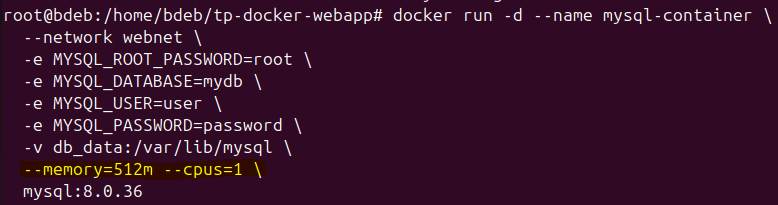 root@bdeb:/home/bdeb/tp-docker-webapp# docker run -d --name mysql-container \
--network webnet \
-e MYSQL_ROOT_PASSWORD=root \
-e MYSQL_DATABASE=mydb \
-e MYSQL_USER=user \
-e MYSQL_PASSWORD=password \
-v db_data:/var/lib/mysql \
--memory=512m --cpus=1 \
mysql:8.0.36